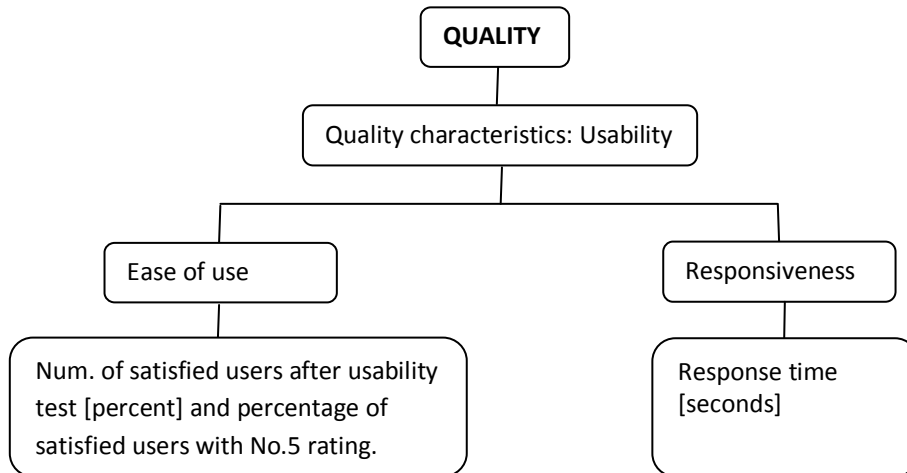 QUALITY
Quality characteristics: Usability
Ease of use
Responsiveness
Num. of satisfied users after usability
test [percent] and percentage of
satisfied users with No.5 rating.
Response time
[seconds]